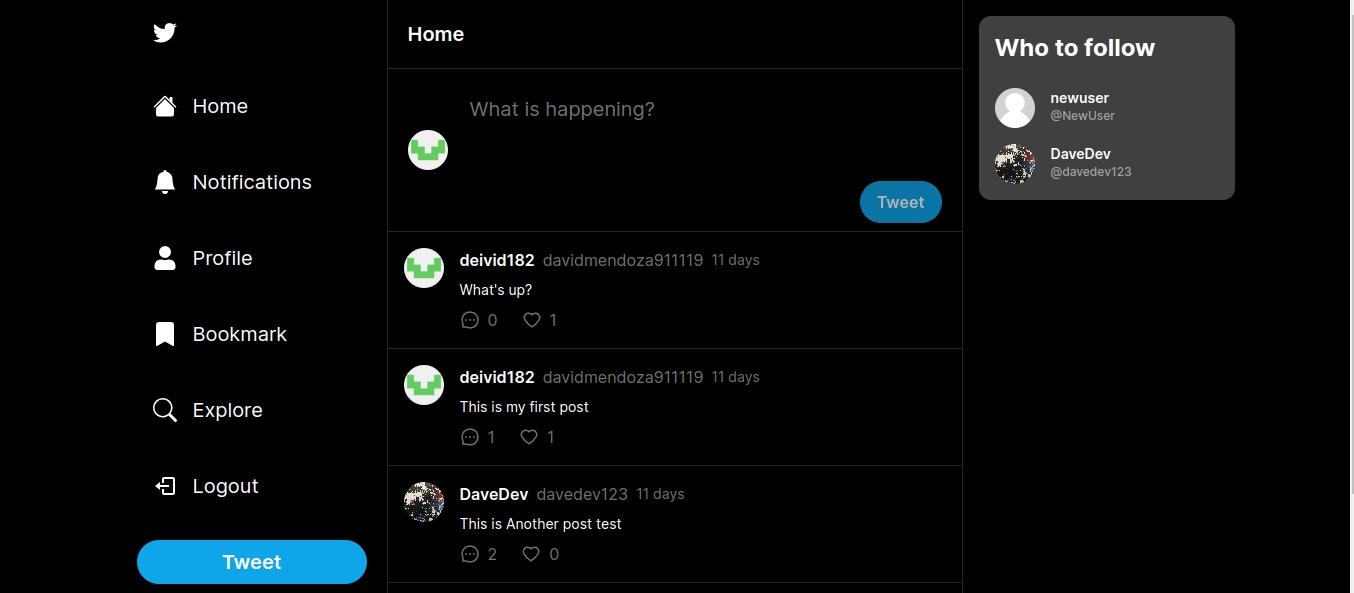 Home
Notifications
Profile
Bookmark
Explore
Logout
Tweet
Home
What is happening?
Tweet
deivid182 davidmendoza911119 11 days
What's up?
0 1
deivid182 davidmendoza911119 11 days
This is my first post
1 1
DaveDev davedev123 11 days
This is Another post test
2 0
Who to follow
newuser
@NewUser
DaveDev
@davedev123